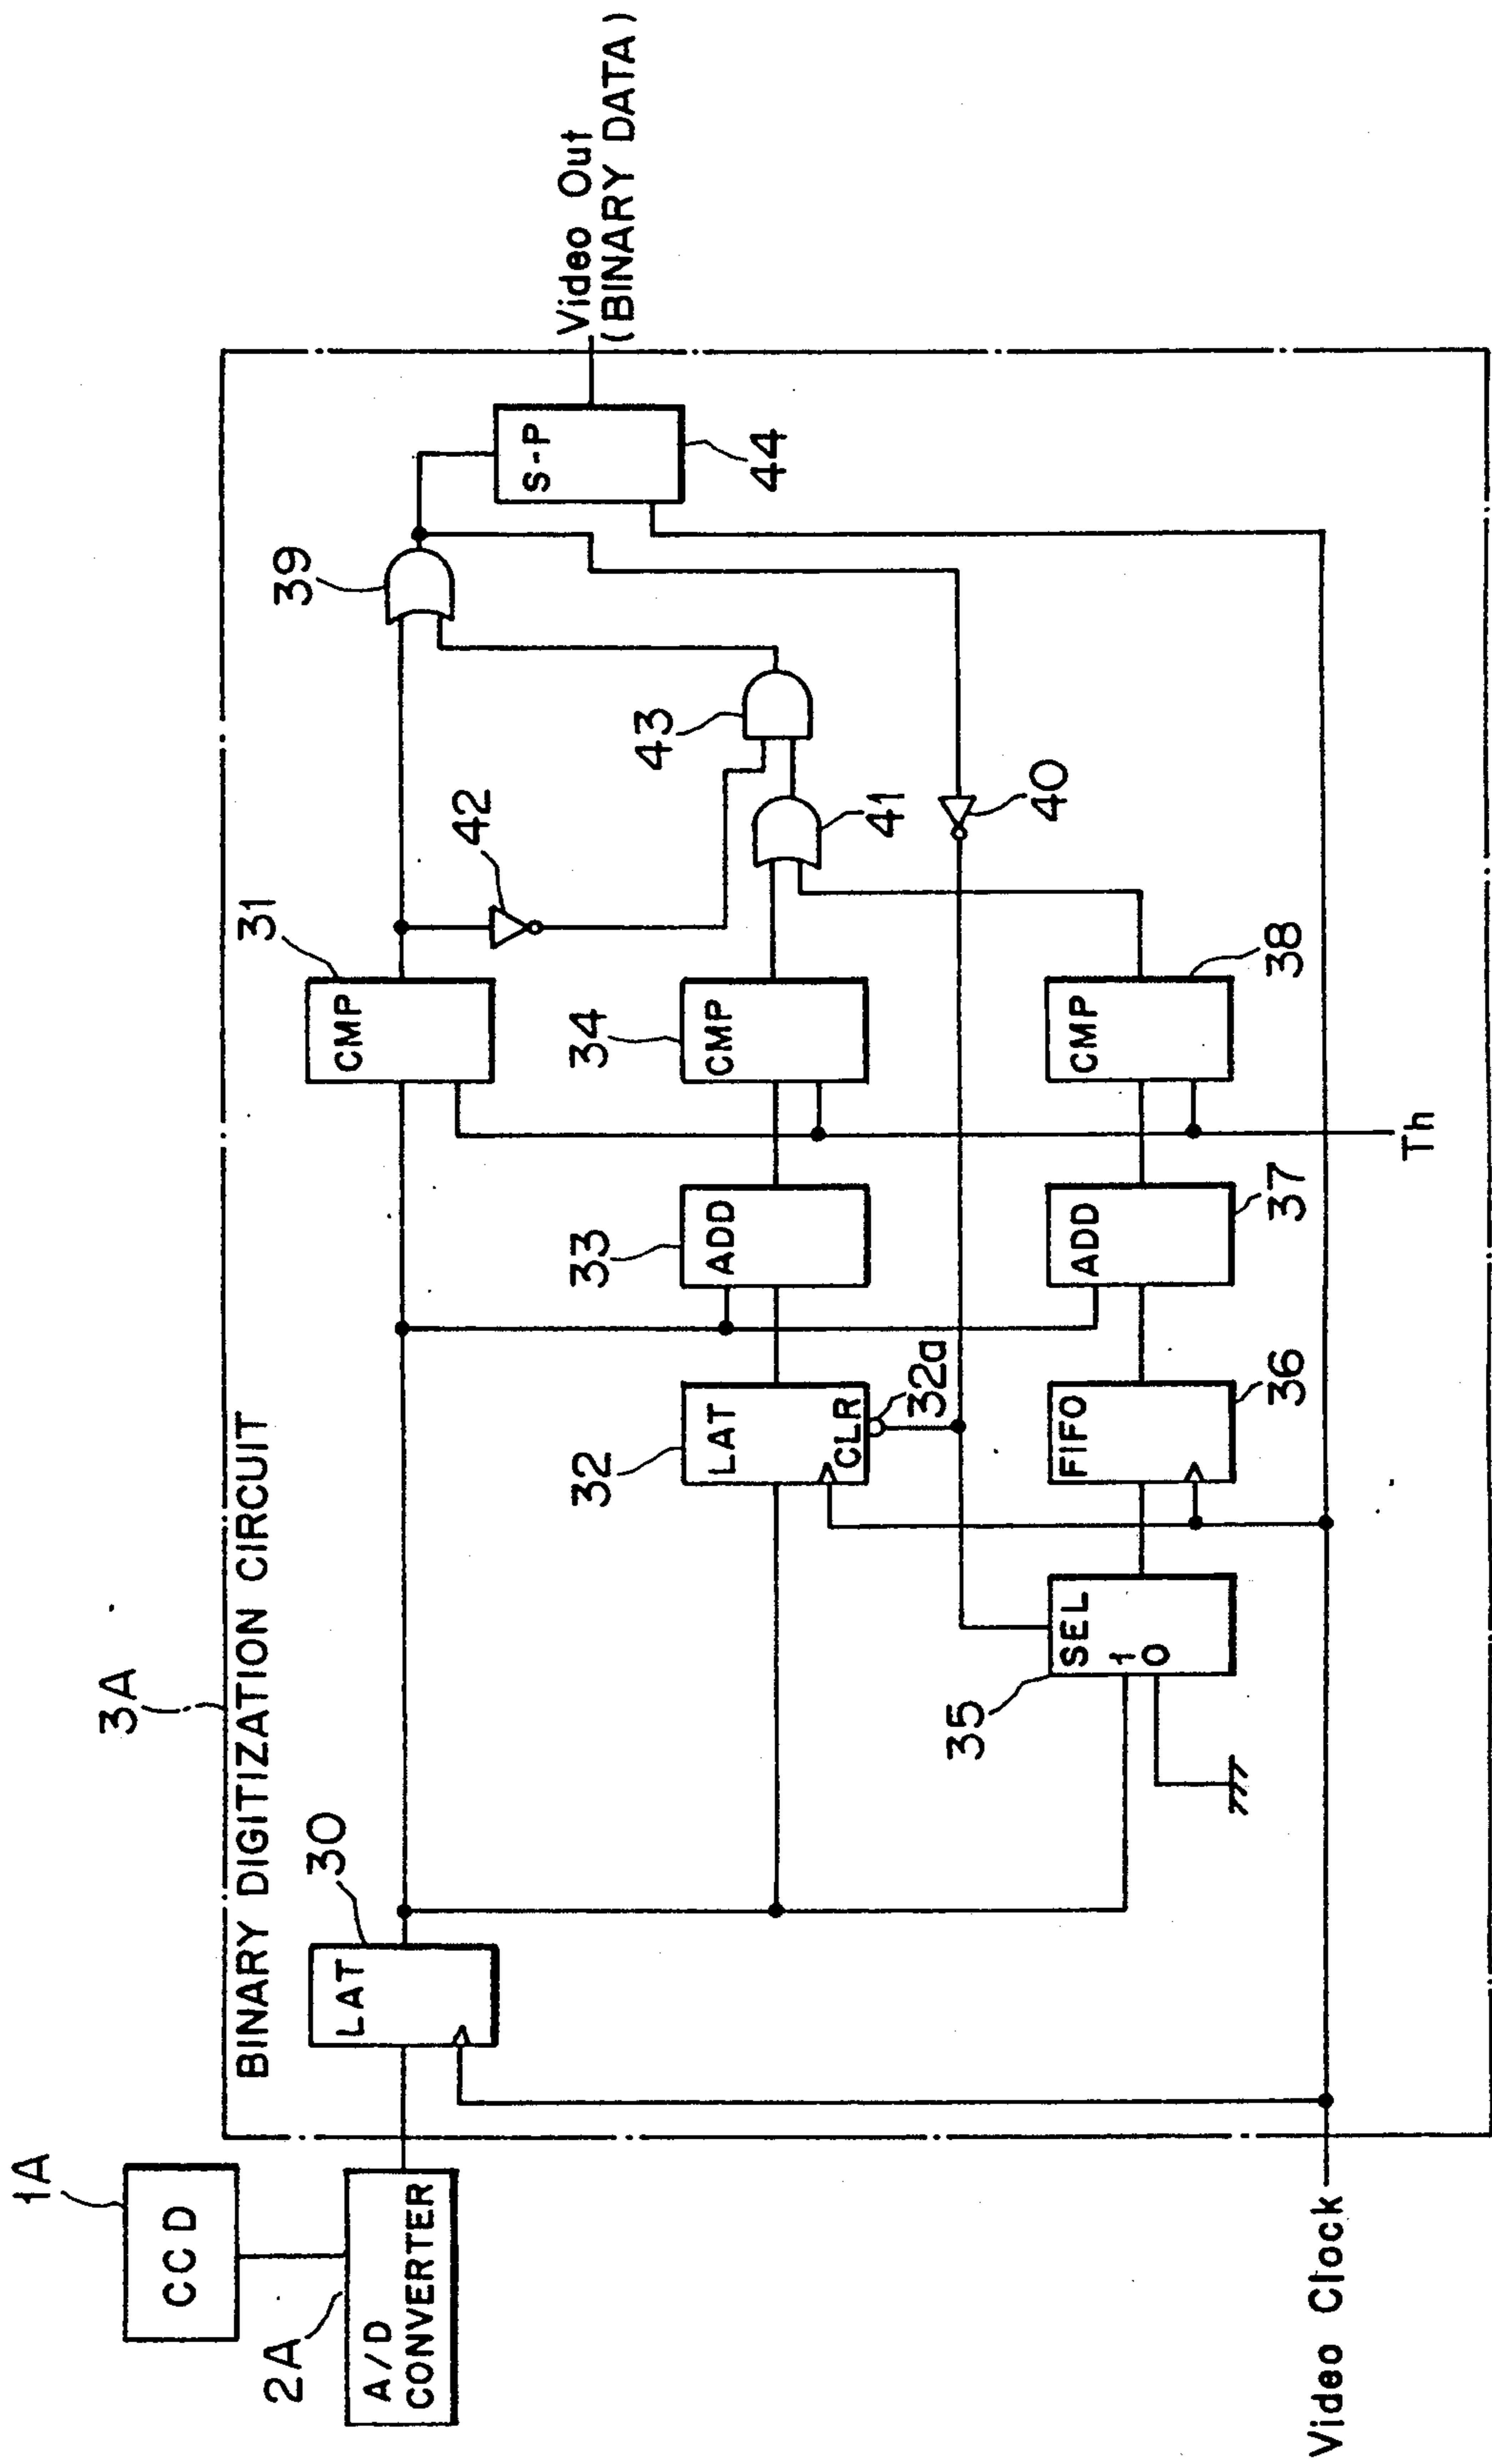 3A
BINARY DIGITIZATION CIRCUIT
1A
CCD
2A
A/D
CONVERTER
30
LAT
31
CMP
39
42
32
LAT
CLR
32a
33
ADD
34
CMP
43
41
40
35
SEL
1
0
FIFO
36
ADD
37
CMP
38
S-P
44
Th
Video Clock
Video Out
(BINARY DATA)